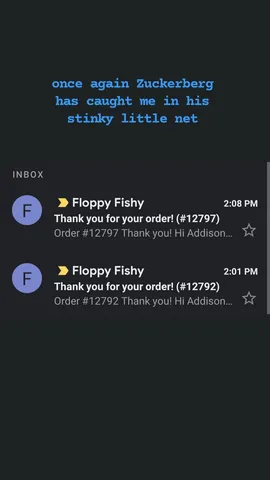 once again Zuckerberg
has caught me in his
stinky little net
INBOX
F
Floppy Fishy
2:08 PM
Thank you for your order! (#12797)
Order #12797 Thank you! Hi Addison...
F
Floppy Fishy
2:01 PM
Thank you for your order! (#12792)
Order #12792 Thank you! Hi Addison...